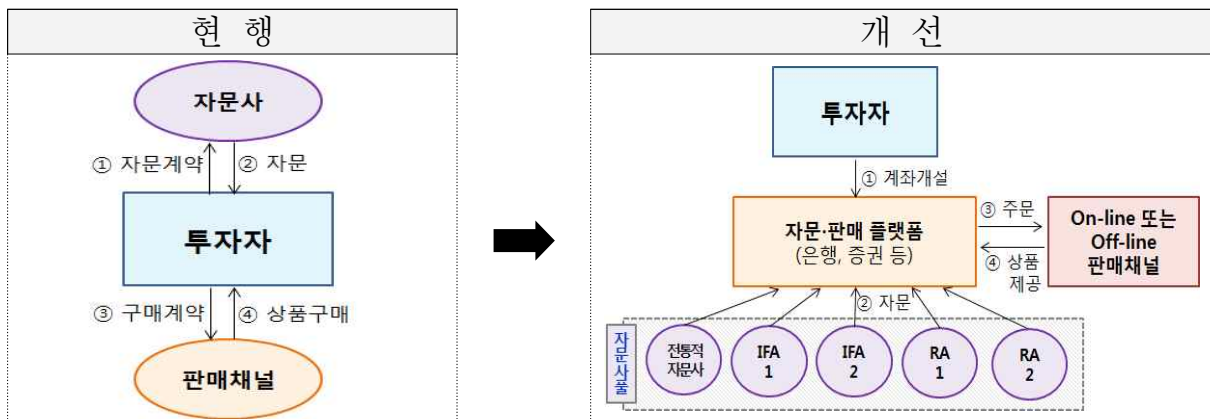 현 행
자문사
① 자문계약
② 자문
투자자
③ 구매계약
④ 상품구매
판매채널
개 선
투자자
① 계좌개설
자문·판매 플랫폼
(은행, 증권 등)
③ 주문
④ 상품
제공
On-line 또는
Off-line
판매채널
② 자문
자문사풀
전통적
자문사
IFA
1
IFA
2
RA
1
RA
2